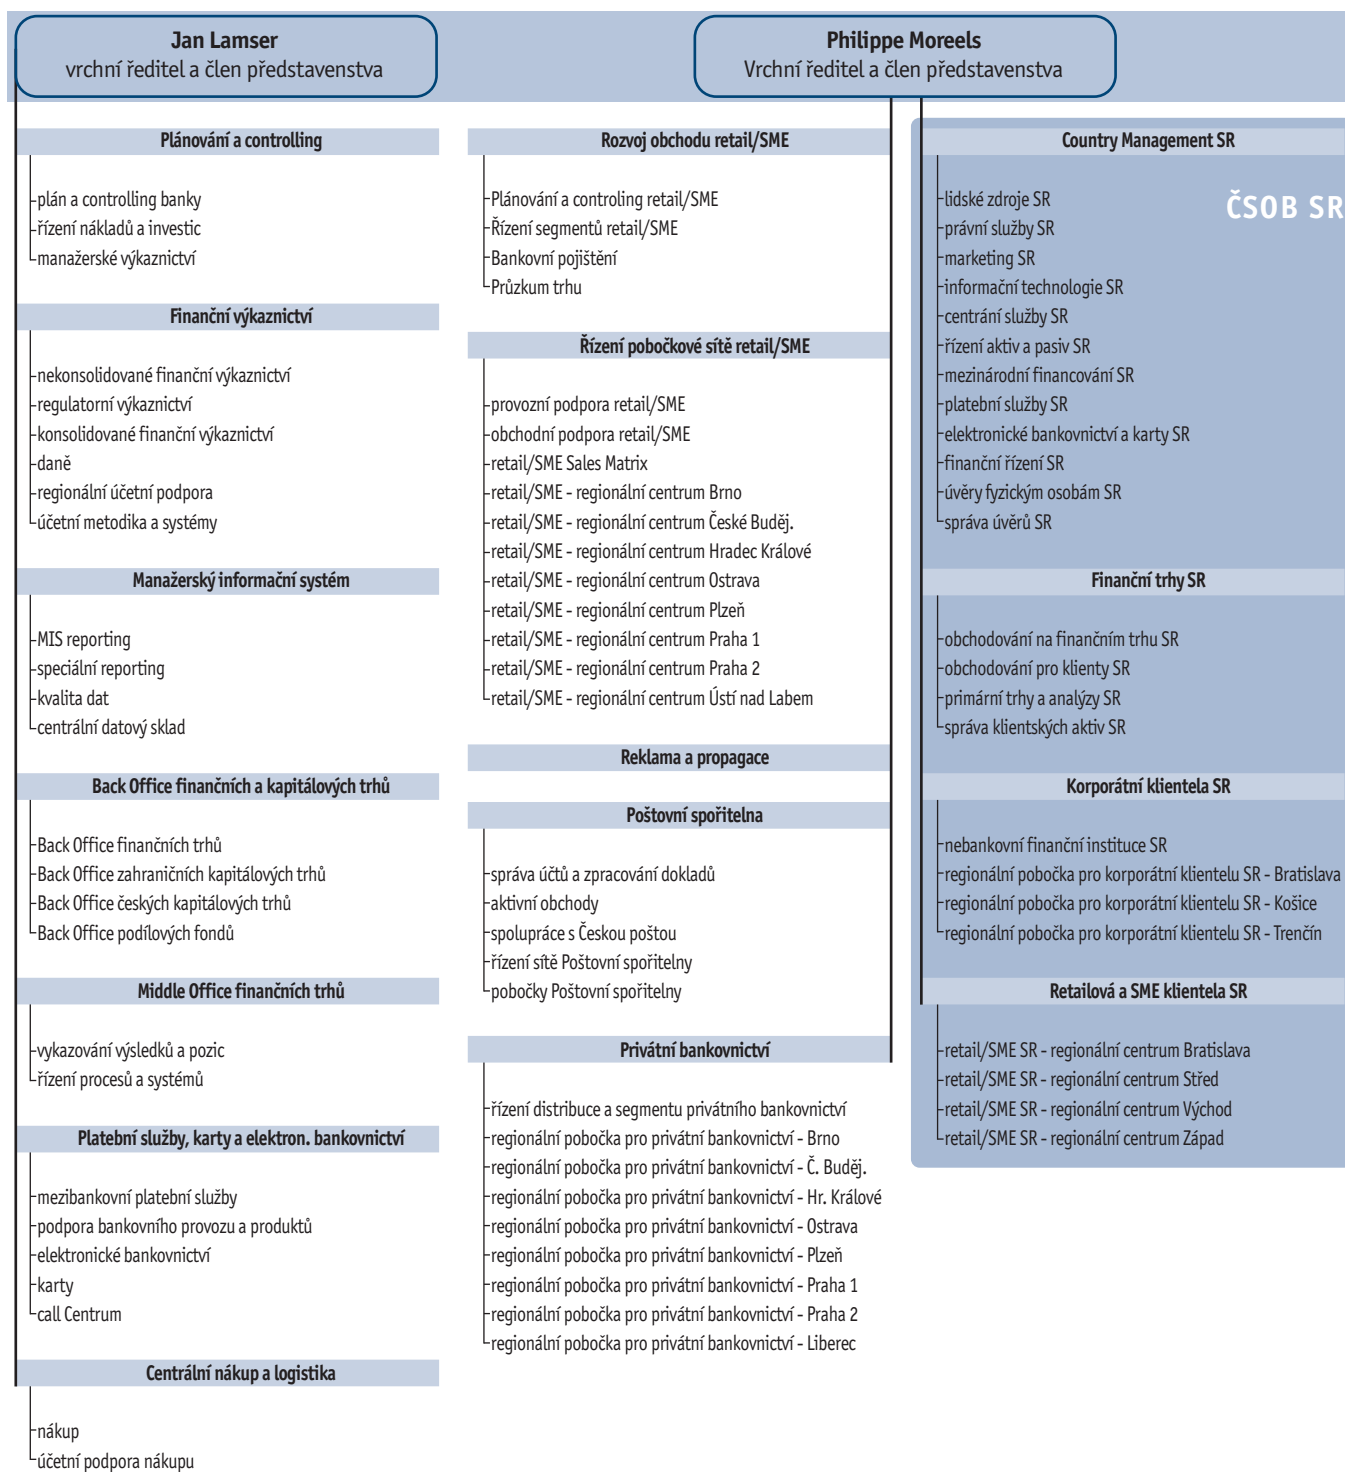 Jan Lamser
vrchní ředitel a člen představenstva
Philippe Moreels
Vrchní ředitel a člen představenstva
Plánování a controlling
plán a controlling banky
řízení nákladů a investic
manažerské výkaznictví
Finanční výkaznictví
nekonsolidované finanční výkaznictví
regulatorní výkaznictví
konsolidované finanční výkaznictví
daně
regionální účetní podpora
účetní metodika a systémy
Manažerský informační systém
MIS reporting
speciální reporting
kvalita dat
centrální datový sklad
Back Office finančních a kapitálových trhů
Back Office finančních trhů
Back Office zahraničních kapitálových trhů
Back Office českých kapitálových trhů
Back Office podílových fondů
Middle Office finančních trhů
vykazování výsledků a pozic
řízení procesů a systémů
Platební služby, karty a elektron. bankovnictví
mezibankovní platební služby
podpora bankovního provozu a produktů
elektronické bankovnictví
karty
call Centrum
Centrální nákup a logistika
nákup
účetní podpora nákupu
Rozvoj obchodu retail/SME
Plánování a controling retail/SME
Řízení segmentů retail/SME
Bankovní pojištění
Průzkum trhu
Řízení pobočkové sítě retail/SME
provozní podpora retail/SME
obchodní podpora retail/SME
retail/SME Sales Matrix
retail/SME - regionální centrum Brno
retail/SME - regionální centrum České Buděj.
retail/SME - regionální centrum Hradec Králové
retail/SME - regionální centrum Ostrava
retail/SME - regionální centrum Plzeň
retail/SME - regionální centrum Praha 1
retail/SME - regionální centrum Praha 2
retail/SME - regionální centrum Ústí nad Labem
Reklama a propagace
Poštovní spořitelna
správa účtů a zpracování dokladů
aktivní obchody
spolupráce s Českou poštou
řízení sítě Poštovní spořitelny
pobočky Poštovní spořitelny
Privátní bankovnictví
řízení distribuce a segmentu privátního bankovnictví
regionální pobočka pro privátní bankovnictví - Brno
regionální pobočka pro privátní bankovnictví - Č. Buděj.
regionální pobočka pro privátní bankovnictví - Hr. Králové
regionální pobočka pro privátní bankovnictví - Ostrava
regionální pobočka pro privátní bankovnictví - Plzeň
regionální pobočka pro privátní bankovnictví - Praha 1
regionální pobočka pro privátní bankovnictví - Praha 2
regionální pobočka pro privátní bankovnictví - Liberec
Country Management SR
ČSOB SR
lidské zdroje SR
právní služby SR
marketing SR
informační technologie SR
centrání služby SR
řízení aktiv a pasiv SR
mezinárodní financování SR
platební služby SR
elektronické bankovnictví a karty SR
finanční řízení SR
úvěry fyzickým osobám SR
správa úvěrů SR
Finanční trhy SR
obchodování na finančním trhu SR
obchodování pro klienty SR
primární trhy a analýzy SR
správa klientských aktiv SR
Korporátní klientela SR
nebankovní finanční instituce SR
regionální pobočka pro korporátní klientelu SR - Bratislava
regionální pobočka pro korporátní klientelu SR - Košice
regionální pobočka pro korporátní klientelu SR - Trenčín
Retailová a SME klientela SR
retail/SME SR - regionální centrum Bratislava
retail/SME SR - regionální centrum Střed
retail/SME SR - regionální centrum Východ
retail/SME SR - regionální centrum Západ